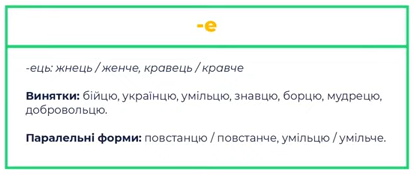 -е
-ець: жнець / женче, кравець / кравче
Винятки: бійцю, українцю, умільцю, знавцю, борцю, мудрецю,
добровольцю.
Паралельні форми: повстанцю / повстанче, умільцю / умільче.